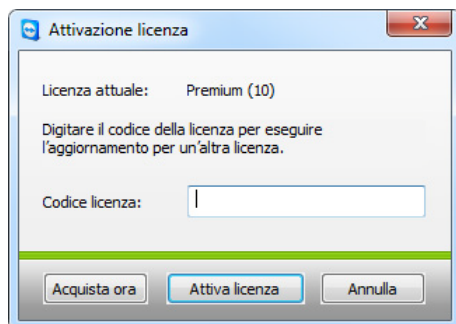 Attivazione licenza
Licenza attuale: Premium (10)
Digitare il codice della licenza per eseguire
l'aggiornamento per un'altra licenza.
Codice licenza:
Acquista ora Attiva licenza Annulla